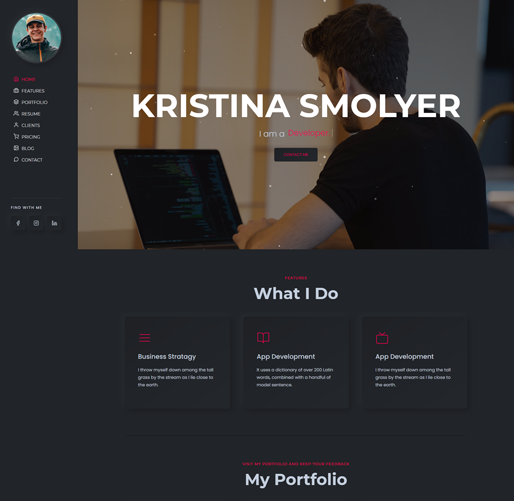 HOME
FEATURES
PORTFOLIO
RESUME
CLIENTS
PRICING
BLOG
CONTACT
FIND WITH ME
KRISTINA SMOLYER
I am a Developer.
CONTACT ME
FEATURES
What I Do
Business Stratagy
I throw myself down among the tall
grass by the stream as I lie close to
the earth.
App Development
It uses a dictionary of over 200 Latin
words, combined with a handful of
model sentence.
App Development
I throw myself down among the tall
grass by the stream as I lie close to
the earth.
VISIT MY PORTFOLIO AND KEEP YOUR FEEDBACK
My Portfolio